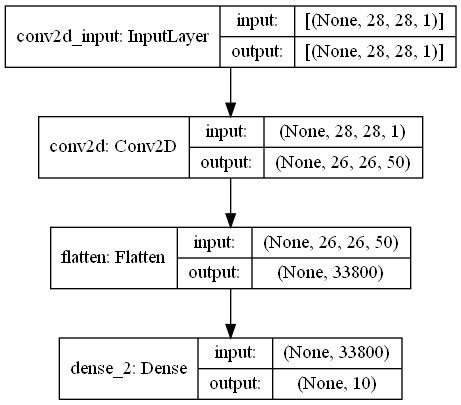 conv2d_input: InputLayer
input:
[(None, 28, 28, 1)]
output:
[(None, 28, 28, 1)]
conv2d: Conv2D
input:
(None, 28, 28, 1)
output:
(None, 26, 26, 50)
flatten: Flatten
input:
(None, 26, 26, 50)
output:
(None, 33800)
dense_2: Dense
input:
(None, 33800)
output:
(None, 10)